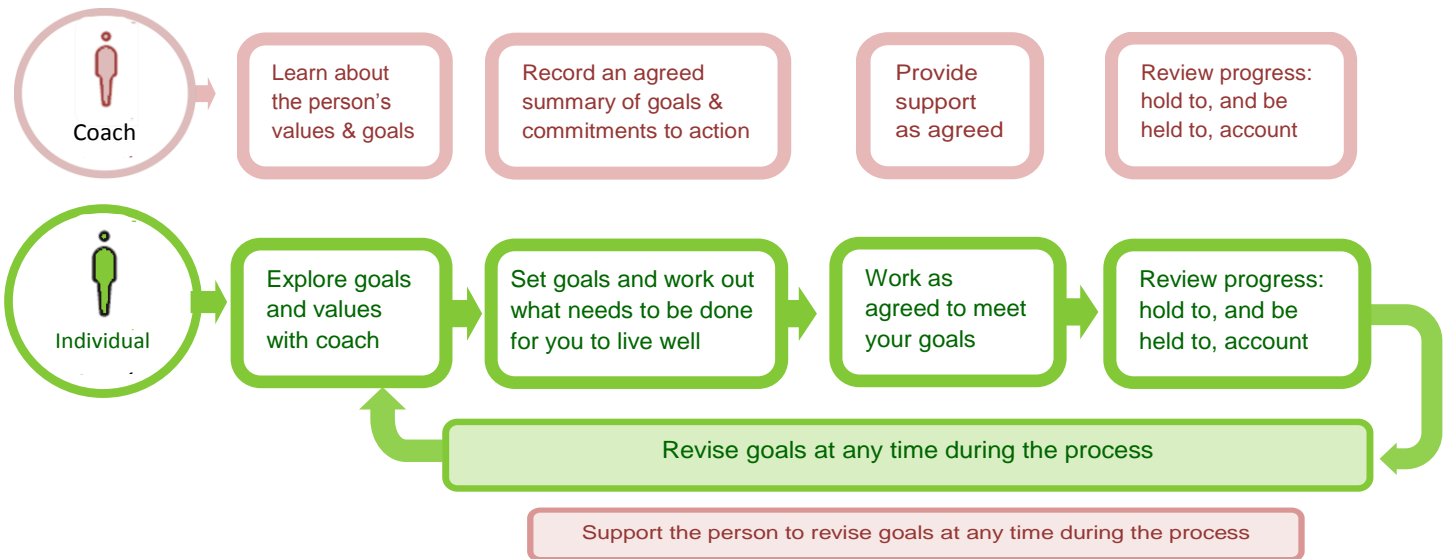 Coach
Learn about
the person's
values & goals
Record an agreed
summary of goals &
commitments to action
Provide
support
as agreed
Review progress:
hold to, and be
held to, account
Individual
Explore goals
and values
with coach
Set goals and work out
what needs to be done
for you to live well
Work as
agreed to meet
your goals
Review progress:
hold to, and be
held to, account
Revise goals at any time during the process
Support the person to revise goals at any time during the process